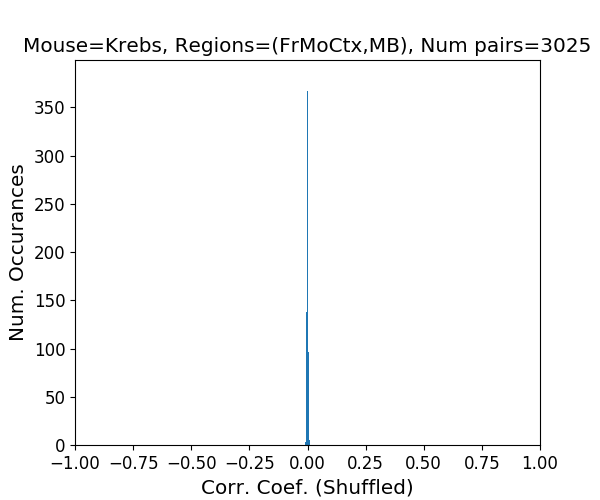 Mouse=Krebs, Regions=(FrMoCtx,MB), Num pairs=3025
Num. Occurances
350
300
250
200
150
100
50
0
−1.00 −0.75 −0.50 −0.25 0.00 0.25 0.50 0.75 1.00
Corr. Coef. (Shuffled)